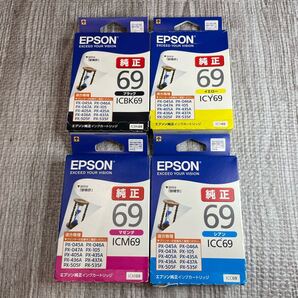 EPSON
EXCEED YOUR VISION
純正
69
ブラック
ICBK69
PX-045A PX-046A
PX-047A PX-105
PX-405A PX-435A
PX-436A PX-437A
PX-505F PX-535F
エプソン純正インクカートリッジ
EPSON
EXCEED YOUR VISION
純正
69
イエロー
ICY69
PX-045A PX-046A
PX-047A PX-105
PX-405A PX-435A
PX-436A PX-437A
PX-505F PX-535F
エプソン純正インクカートリッジ
EPSON
EXCEED YOUR VISION
純正
69
マゼンタ
ICM69
PX-045A PX-046A
PX-047A PX-105
PX-405A PX-435A
PX-436A PX-437A
PX-505F PX-535F
エプソン純正インクカートリッジ
EPSON
EXCEED YOUR VISION
純正
69
シアン
ICC69
PX-045A PX-046A
PX-047A PX-105
PX-405A PX-435A
PX-436A PX-437A
PX-505F PX-535F
エプソン純正インクカートリッジ